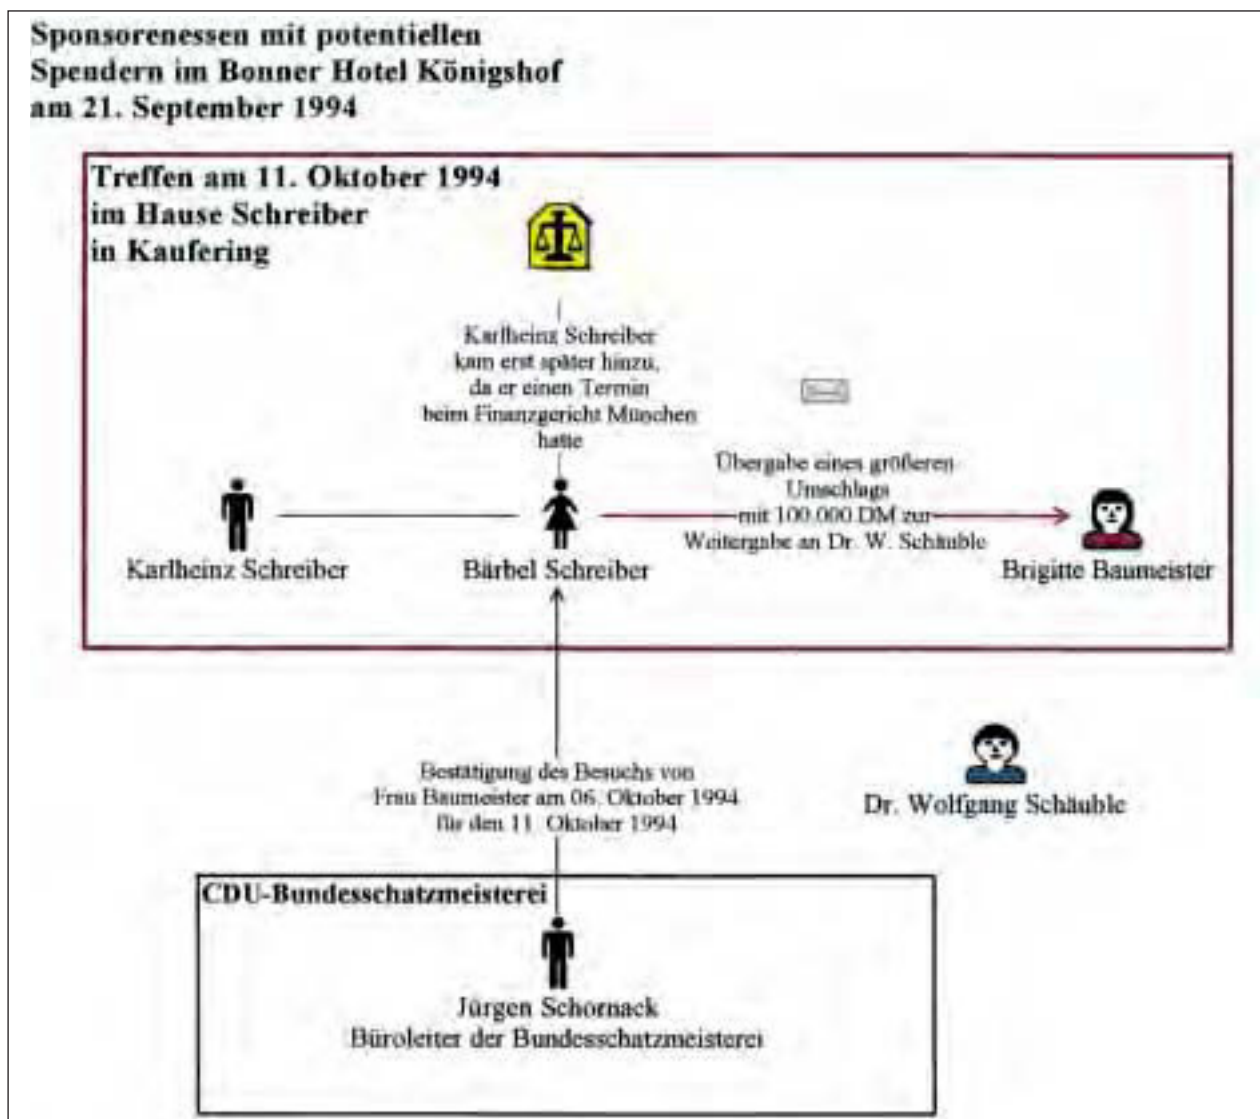 Sponsorenessen mit potentiellen
Spendern im Bonner Hotel Königshof
am 21. September 1994
Treffen am 11. Oktober 1994
im Hause Schreiber
in Kaufering
Karlheinz Schreiber
kam erst später hinzu,
da er einen Termin
beim Finanzgericht München
hatte
Übergabe eines größeren
Umschlags
mit 100.000 DM zur
Weitergabe an Dr. W. Schäuble
Karlheinz Schreiber
Bärbel Schreiber
Brigitte Baumeister
Bestätigung des Besuchs von
Frau Baumeister am 06. Oktober 1994
für den 11. Oktober 1994
Dr. Wolfgang Schäuble
CDU-Bundesschatzmeisterei
Jürgen Schornack
Büroleiter der Bundesschatzmeisterei